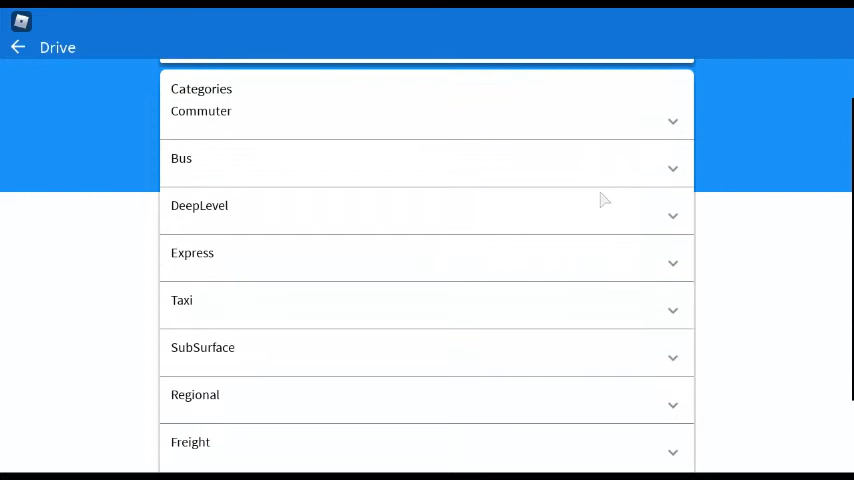 Drive
Categories
Commuter
Bus
DeepLevel
Express
Taxi
SubSurface
Regional
Freight